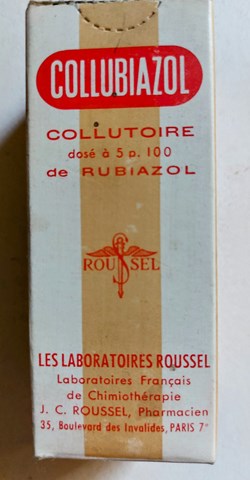 COLLUBIAZOL
COLLUTOIRE
dosé à 5 p. 100
de RUBIAZOL
ROUSSEL
LES LABORATOIRES ROUSSEL
Laboratoires Français
de Chimiothérapie
J. C. ROUSSEL, Pharmacien
35, Boulevard des Invalides, PARIS 7ᵉ